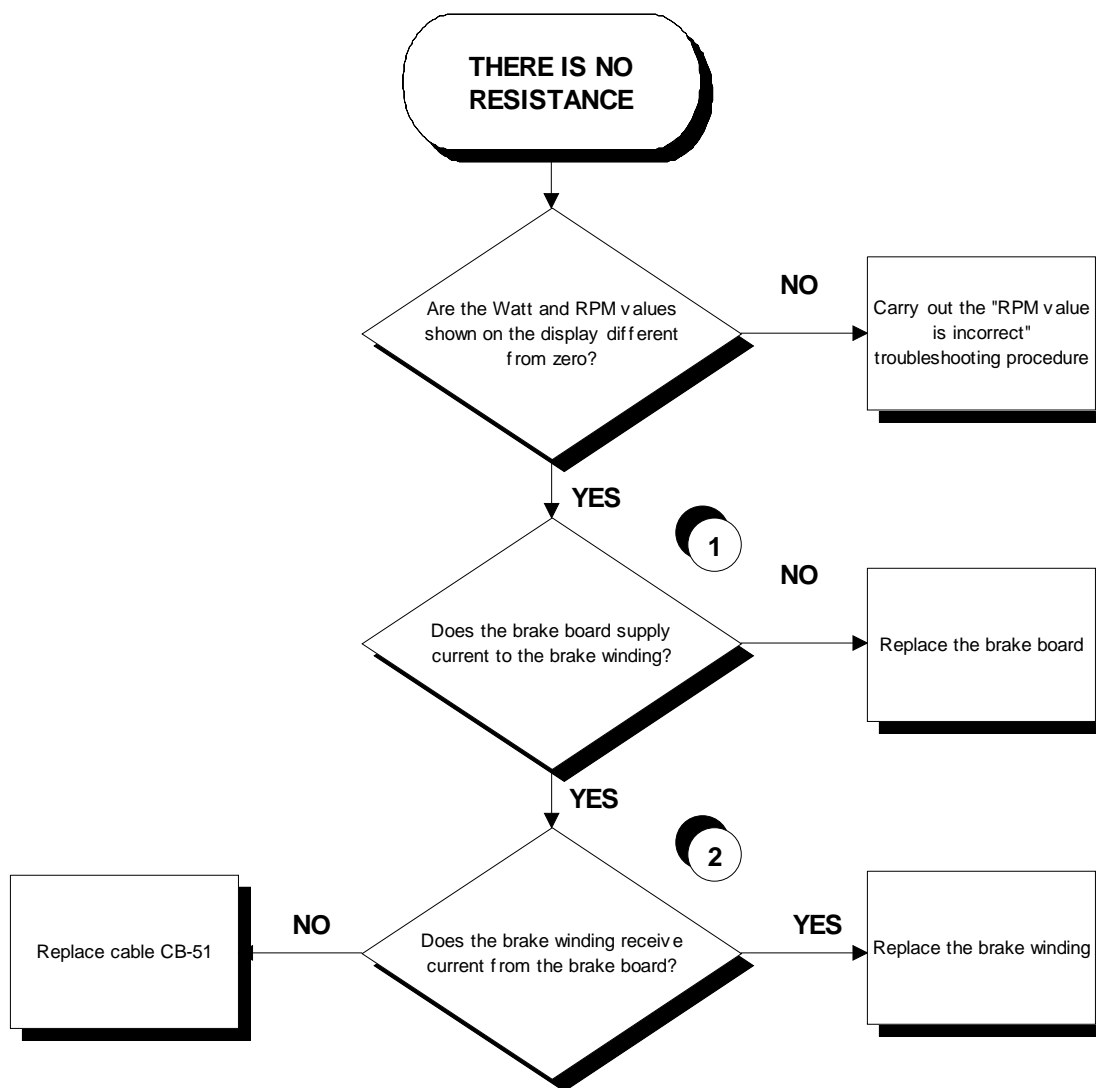 THERE IS NO
RESISTANCE
Are the Watt and RPM values
shown on the display different
from zero?
NO
Carry out the "RPM value
is incorrect"
troubleshooting procedure
YES
1
Does the brake board supply
current to the brake winding?
NO
Replace the brake board
YES
2
Replace cable CB-51
NO
Does the brake winding receive
current from the brake board?
YES
Replace the brake winding